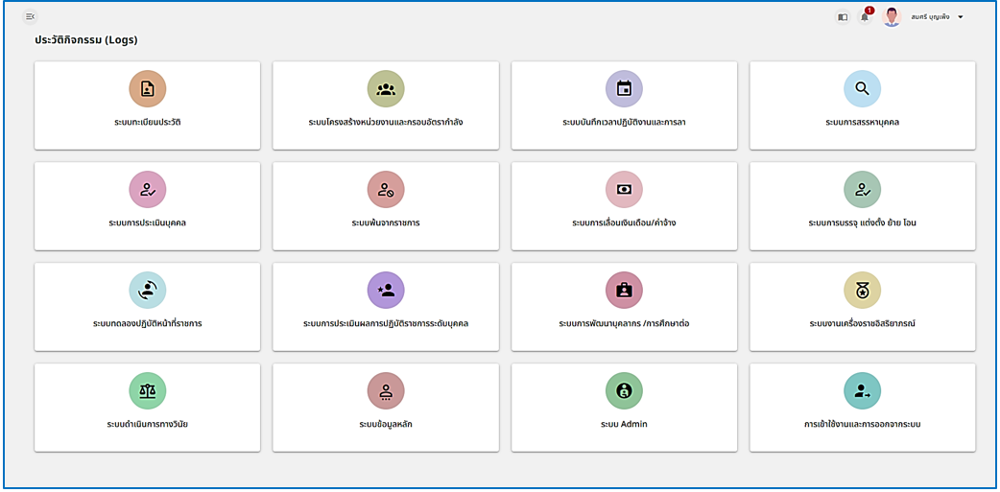 1
สมศรี บุญเพ็ง
ประวัติกิจกรรม (Logs)
ระบบทะเบียนประวัติ
ระบบโครงสร้างหน่วยงานและกรอบอัตรากำลัง
ระบบบันทึกเวลาปฏิบัติงานและการลา
ระบบการสรรหาบุคคล
ระบบการประเมินบุคคล
ระบบพ้นจากราชการ
ระบบการเลื่อนเงินเดือน/ค่าจ้าง
ระบบการบรรจุ แต่งตั้ง ย้าย โอน
ระบบทดลองปฏิบัติหน้าที่ราชการ
ระบบการประเมินผลการปฏิบัติราชการระดับบุคคล
ระบบการพัฒนาบุคลากร /การศึกษาต่อ
ระบบงานเครื่องราชอิสริยาภรณ์
ระบบดำเนินการทางวินัย
ระบบข้อมูลหลัก
ระบบ Admin
การเข้าใช้งานและการออกจากระบบ